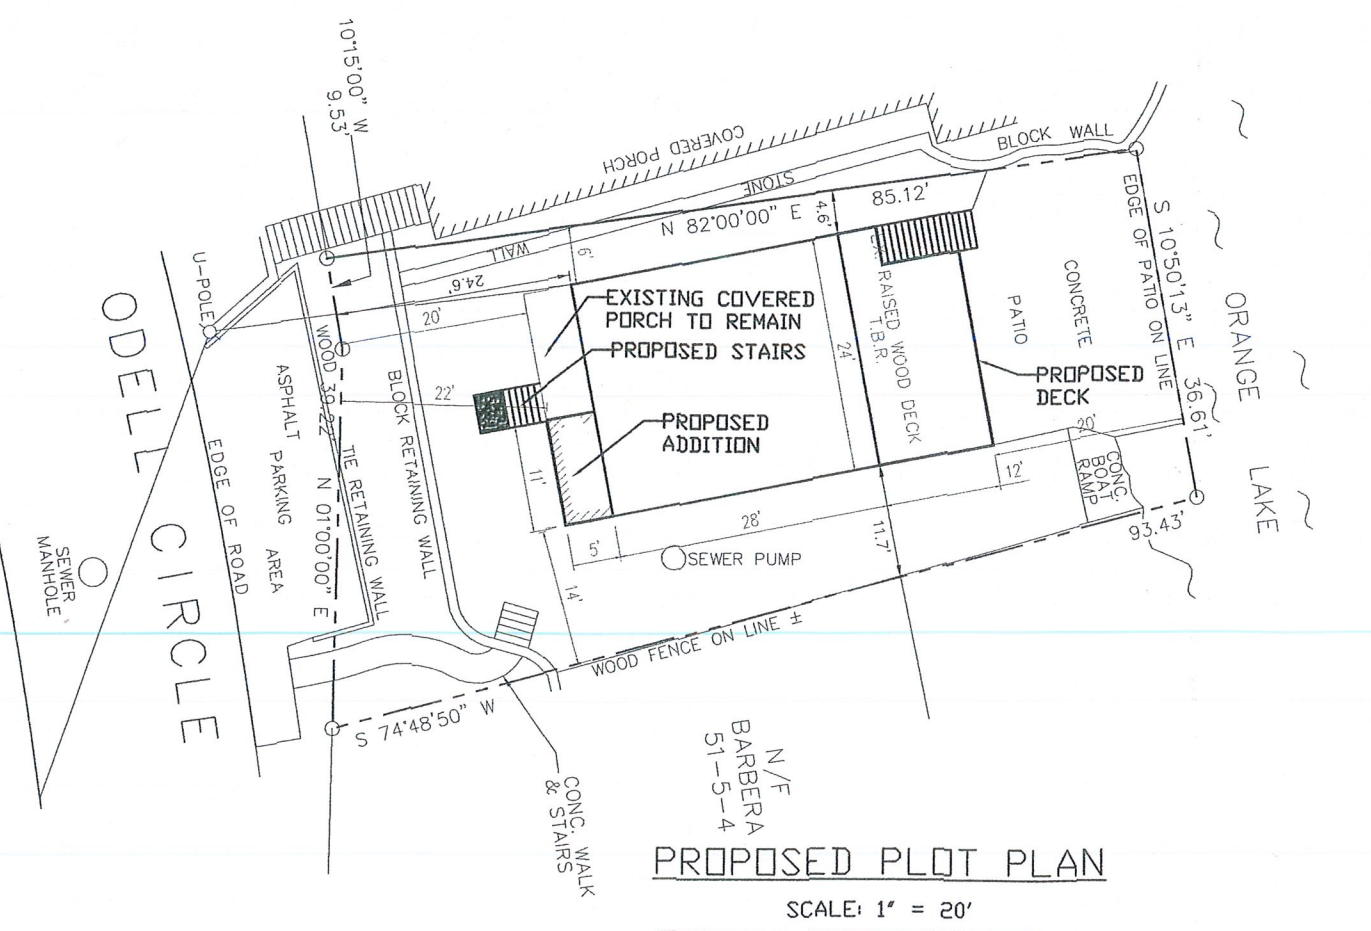 10°15'00" W
9.53'
COVERED PORCH
BLOCK WALL
STONE
WALL
N 82°00'00" E
85.12'
4.6'
6'
24.6'
20'
U-POLE
EXISTING COVERED
PORCH TO REMAIN
PROPOSED STAIRS
22'
PROPOSED
ADDITION
EX. RAISED WOOD DECK
T.B.R.
24'
PATIO
CONCRETE
EDGE OF PATIO ON LINE
S 10°50'13" E 36.61'
ORANGE LAKE
PROPOSED
DECK
20'
12'
CONC.
BOAT
RAMP
93.43'
ODELL CIRCLE
EDGE OF ROAD
ASPHALT PARKING AREA
WOOD TIE RETAINING WALL
39.22'
N 01°00'00" E
BLOCK RETAINING WALL
SEWER
MANHOLE
11'
5'
28'
14'
11.7'
SEWER PUMP
WOOD FENCE ON LINE ±
S 74°48'50" W
CONC. WALK
& STAIRS
N/F
BARBERA
51-5-4
PROPOSED PLOT PLAN
SCALE: 1" = 20'